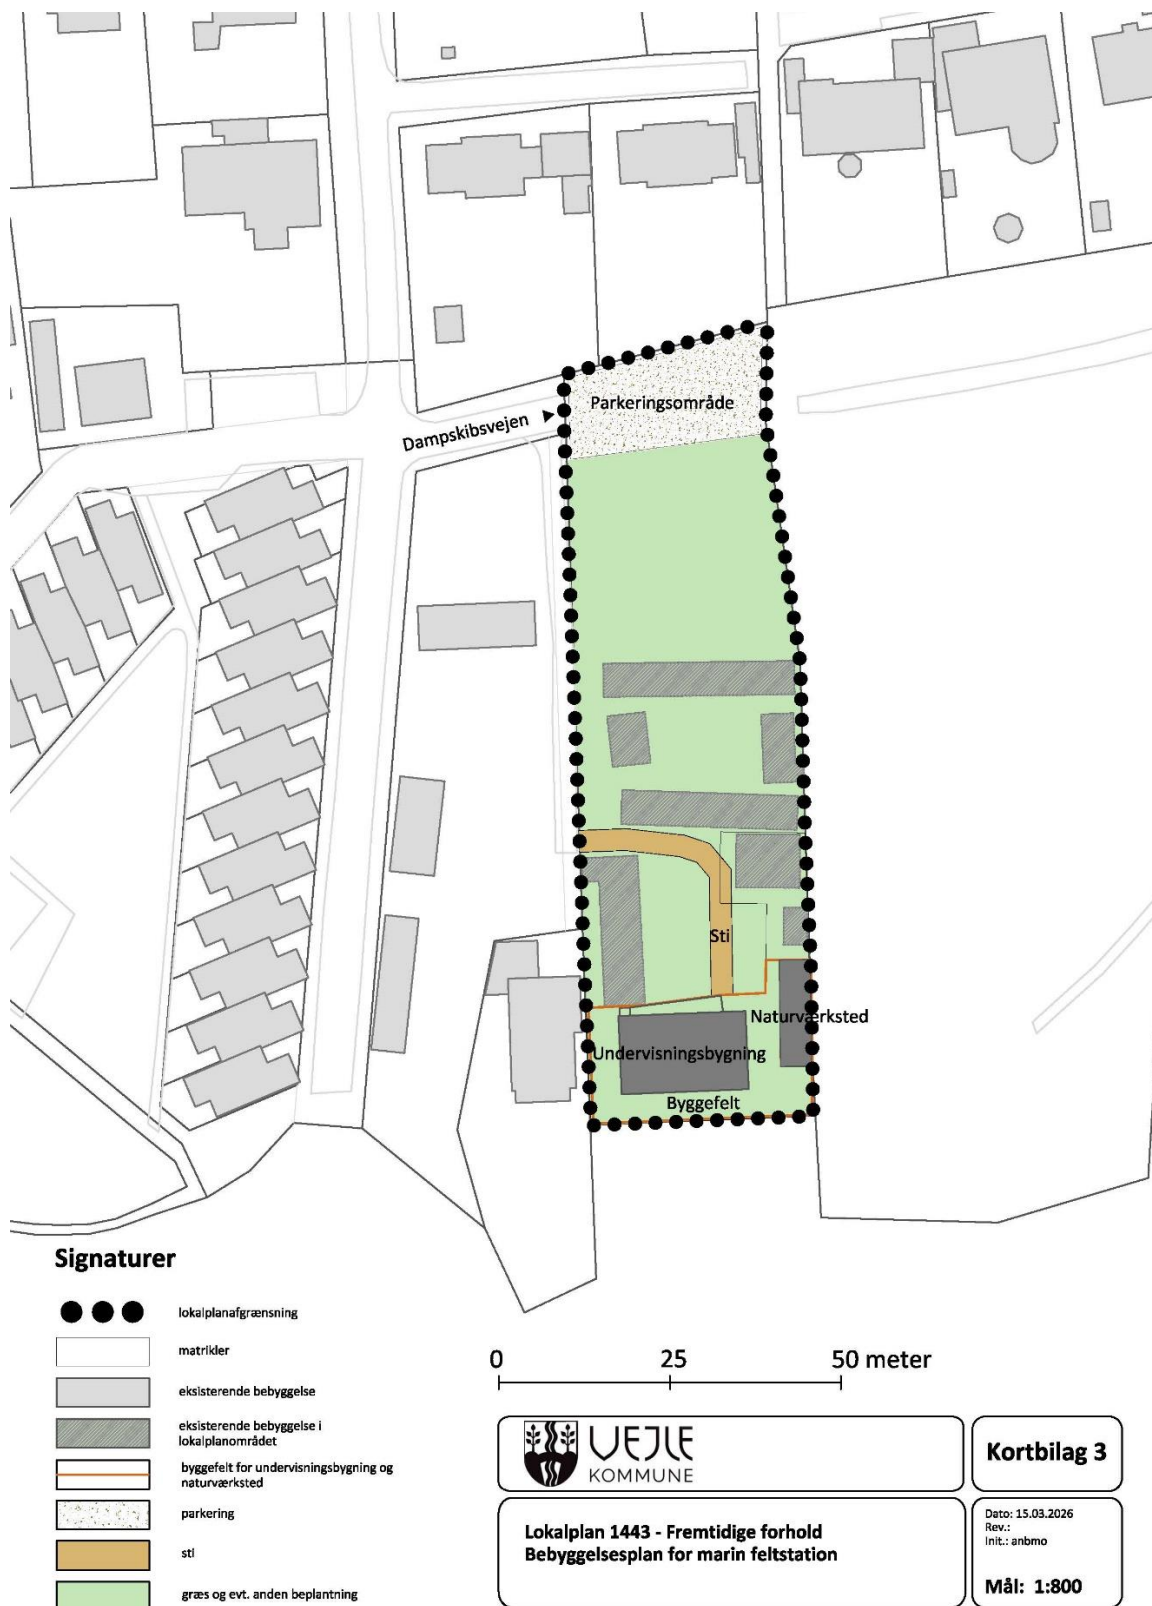 Parkeringsområde
Dampskibsvejen
Sti
Naturværksted
Undervisningsbygning
Byggefelt
Signaturer
lokalplanafgrænsning
matrikler
eksisterende bebyggelse
eksisterende bebyggelse i
lokalplanområdet
byggefelt for undervisningsbygning og
naturværksted
parkering
sti
græs og evt. anden beplantning
0 25 50 meter
VEJLE
KOMMUNE
Kortbilag 3
Lokalplan 1443 - Fremtidige forhold
Bebyggelsesplan for marin feltstation
Dato: 15.03.2026
Rev.:
Init.: anbmo
Mål: 1:800